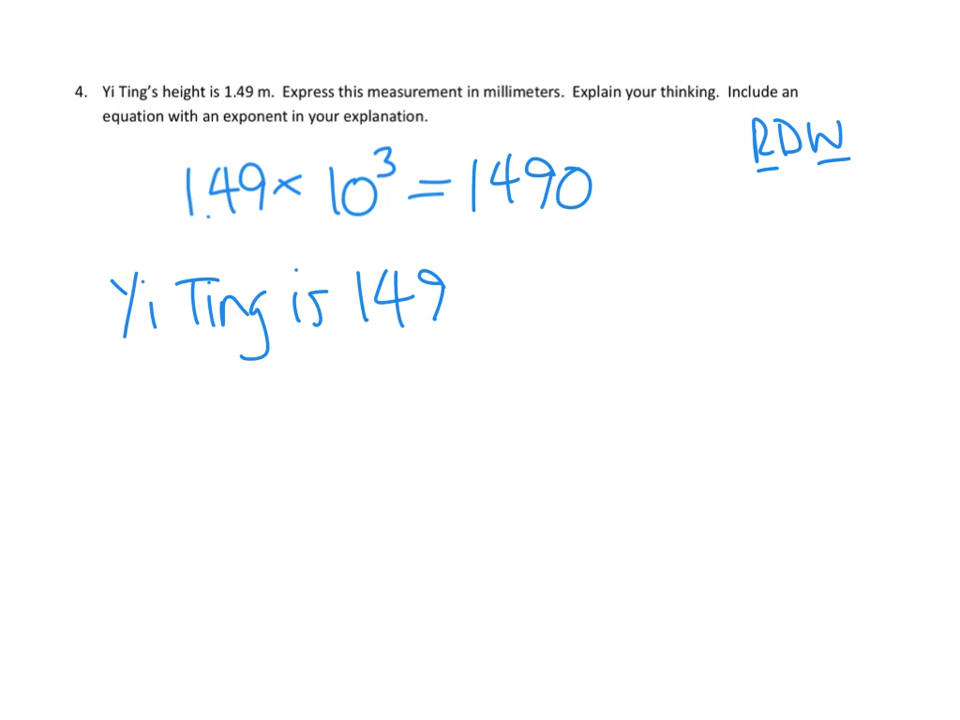 4. Yi Ting's height is 1.49 m. Express this measurement in millimeters. Explain your thinking. Include an
equation with an exponent in your explanation.
RDW
1.49 × 10³ = 1490
Yi Ting is 149